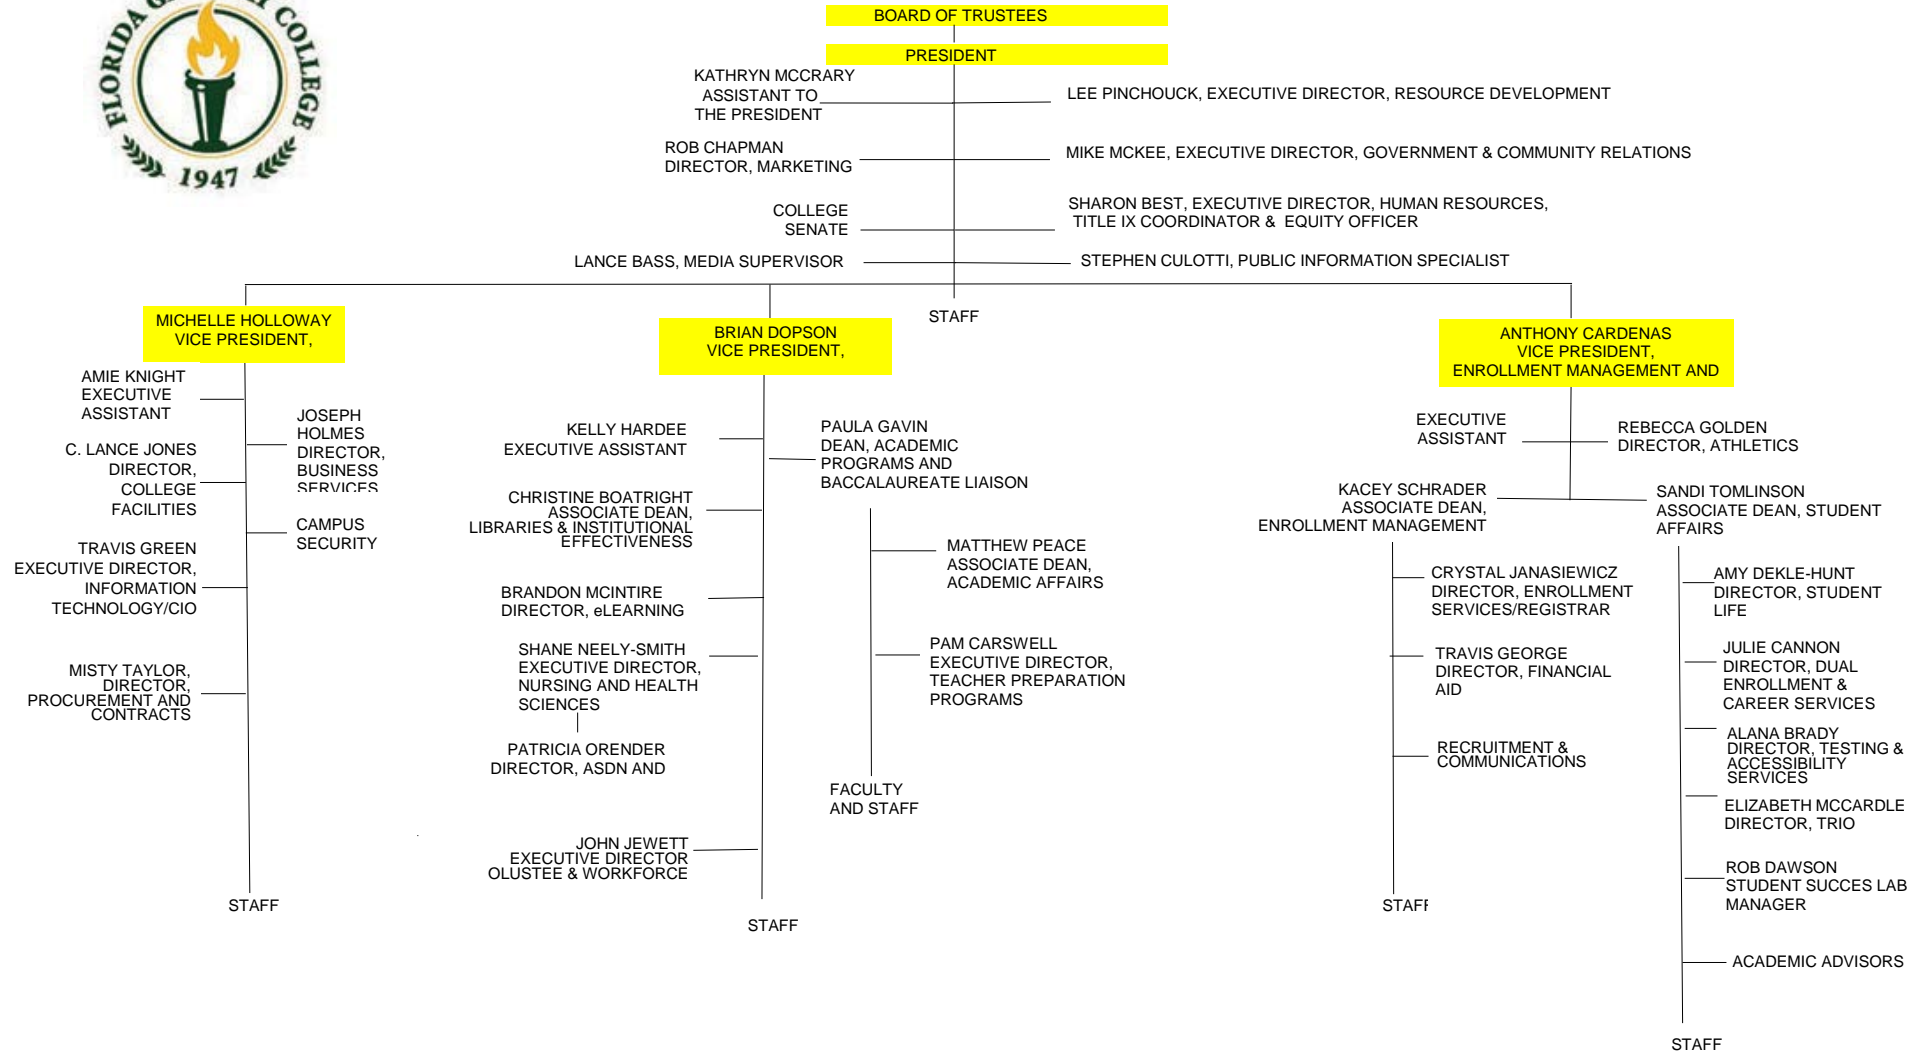 FLORIDA
COLLEGE
1947
BOARD OF TRUSTEES
PRESIDENT
KATHRYN MCCRARY
ASSISTANT TO
THE PRESIDENT
LEE PINCHOUCK, EXECUTIVE DIRECTOR, RESOURCE DEVELOPMENT
ROB CHAPMAN
DIRECTOR, MARKETING
MIKE MCKEE, EXECUTIVE DIRECTOR, GOVERNMENT & COMMUNITY RELATIONS
COLLEGE
SENATE
SHARON BEST, EXECUTIVE DIRECTOR, HUMAN RESOURCES,
TITLE IX COORDINATOR & EQUITY OFFICER
LANCE BASS, MEDIA SUPERVISOR
STEPHEN CULOTTI, PUBLIC INFORMATION SPECIALIST
STAFF
MICHELLE HOLLOWAY
VICE PRESIDENT,
AMIE KNIGHT
EXECUTIVE
ASSISTANT
JOSEPH
HOLMES
DIRECTOR,
BUSINESS
SERVICES
C. LANCE JONES
DIRECTOR,
COLLEGE
FACILITIES
CAMPUS
SECURITY
TRAVIS GREEN
EXECUTIVE DIRECTOR,
INFORMATION
TECHNOLOGY/CIO
MISTY TAYLOR,
DIRECTOR,
PROCUREMENT AND
CONTRACTS
STAFF
BRIAN DOPSON
VICE PRESIDENT,
KELLY HARDEE
EXECUTIVE ASSISTANT
PAULA GAVIN
DEAN, ACADEMIC
PROGRAMS AND
BACCALAUREATE LIAISON
CHRISTINE BOATRIGHT
ASSOCIATE DEAN,
LIBRARIES & INSTITUTIONAL
EFFECTIVENESS
MATTHEW PEACE
ASSOCIATE DEAN,
ACADEMIC AFFAIRS
BRANDON MCINTIRE
DIRECTOR, eLEARNING
SHANE NEELY-SMITH
EXECUTIVE DIRECTOR,
NURSING AND HEALTH
SCIENCES
PAM CARSWELL
EXECUTIVE DIRECTOR,
TEACHER PREPARATION
PROGRAMS
PATRICIA ORENDER
DIRECTOR, ASDN AND
FACULTY
AND STAFF
JOHN JEWETT
EXECUTIVE DIRECTOR
OLUSTEE & WORKFORCE
STAFF
ANTHONY CARDENAS
VICE PRESIDENT,
ENROLLMENT MANAGEMENT AND
EXECUTIVE
ASSISTANT
REBECCA GOLDEN
DIRECTOR, ATHLETICS
KACEY SCHRADER
ASSOCIATE DEAN,
ENROLLMENT MANAGEMENT
SANDI TOMLINSON
ASSOCIATE DEAN, STUDENT
AFFAIRS
CRYSTAL JANASIEWICZ
DIRECTOR, ENROLLMENT
SERVICES/REGISTRAR
TRAVIS GEORGE
DIRECTOR, FINANCIAL
AID
RECRUITMENT &
COMMUNICATIONS
STAFF
AMY DEKLE-HUNT
DIRECTOR, STUDENT
LIFE
JULIE CANNON
DIRECTOR, DUAL
ENROLLMENT &
CAREER SERVICES
ALANA BRADY
DIRECTOR, TESTING &
ACCESSIBILITY
SERVICES
ELIZABETH MCCARDLE
DIRECTOR, TRIO
ROB DAWSON
STUDENT SUCCES LAB
MANAGER
ACADEMIC ADVISORS
STAFF